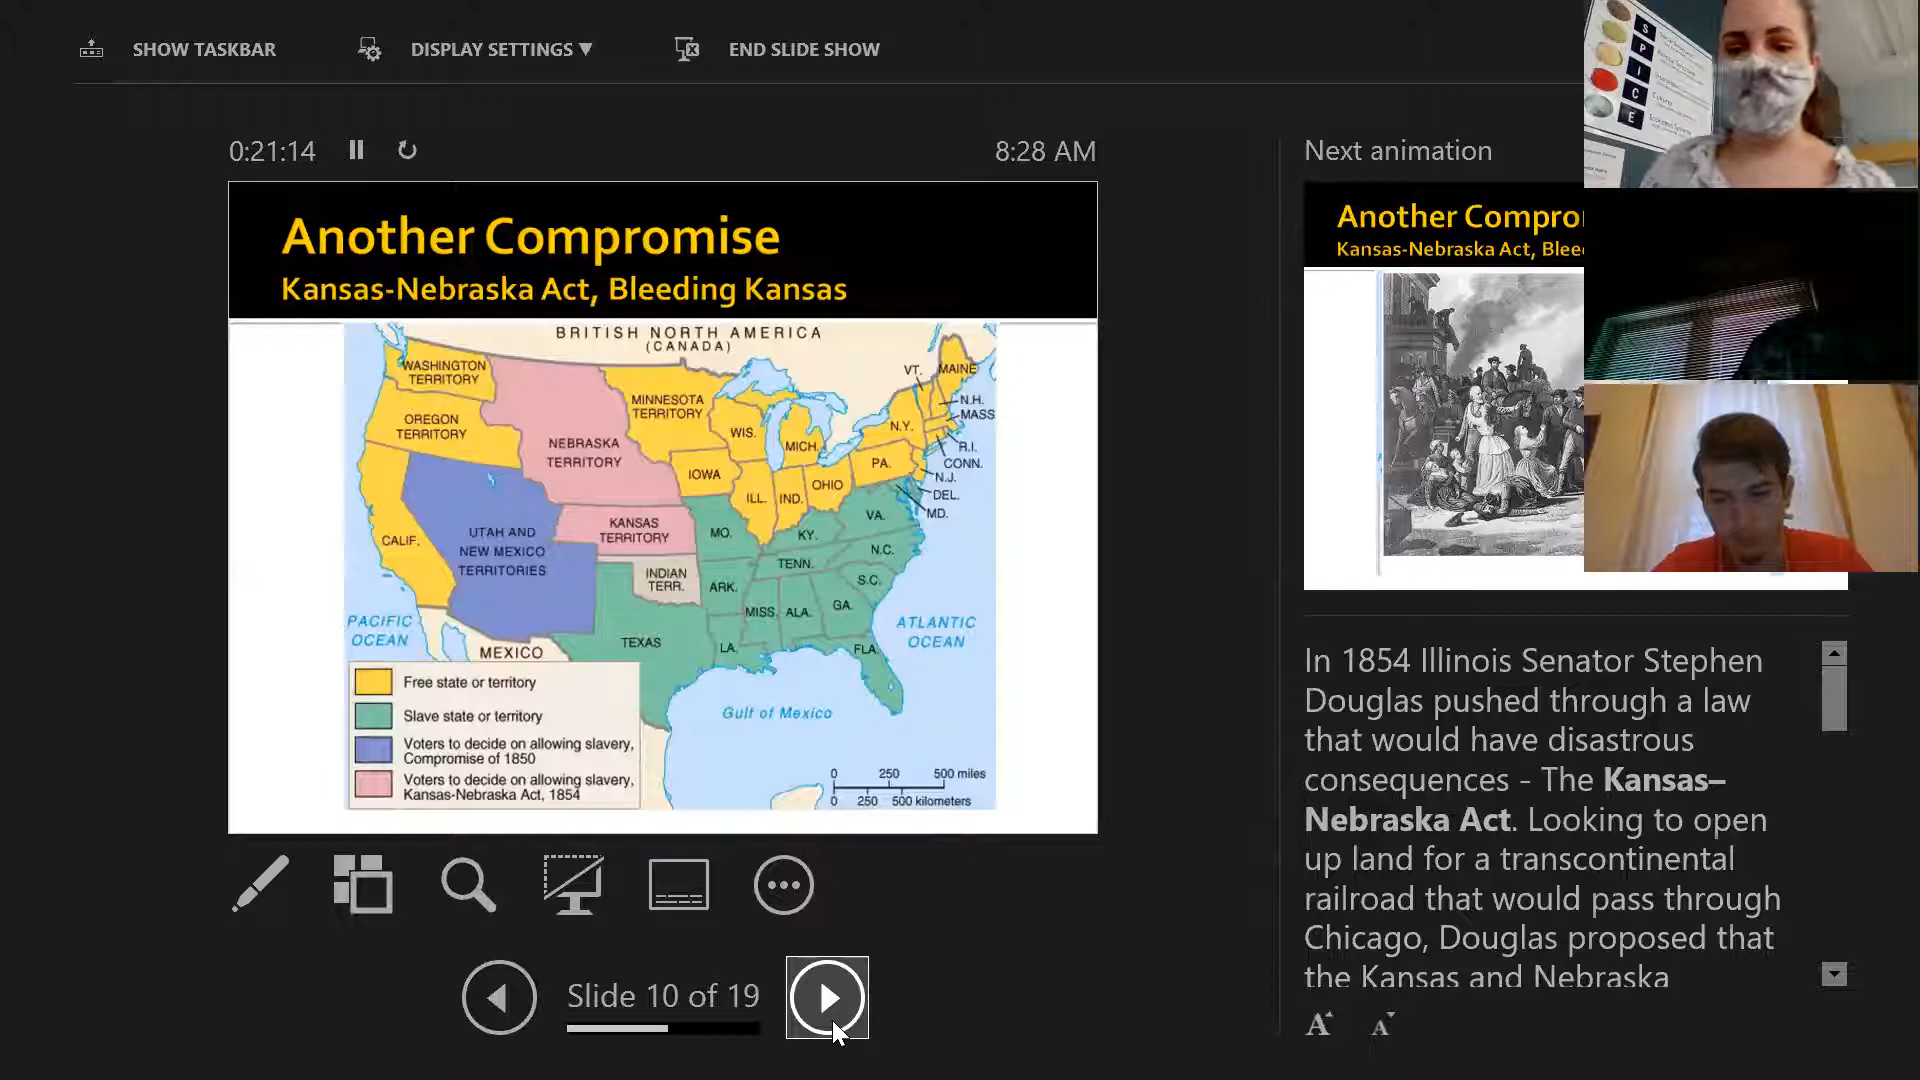 SHOW TASKBAR
DISPLAY SETTINGS ▼
END SLIDE SHOW
0:21:14
8:28 AM
Another Compromise
Kansas-Nebraska Act, Bleeding Kansas
BRITISH NORTH AMERICA
(CANADA)
WASHINGTON
TERRITORY
OREGON
TERRITORY
NEBRASKA
TERRITORY
MINNESOTA
TERRITORY
WIS.
MICH.
IOWA
ILL.
IND.
OHIO
PA.
N.Y.
VT.
MAINE
N.H.
MASS
R.I.
CONN.
N.J.
DEL.
MD.
CALIF.
UTAH AND
NEW MEXICO
TERRITORIES
KANSAS
TERRITORY
INDIAN
TERR.
MO.
KY.
VA.
N.C.
TENN.
ARK.
S.C.
MISS.
ALA.
GA.
TEXAS
LA.
FLA.
PACIFIC
OCEAN
MEXICO
ATLANTIC
OCEAN
Gulf of Mexico
Free state or territory
Slave state or territory
Voters to decide on allowing slavery,
Compromise of 1850
Voters to decide on allowing slavery,
Kansas-Nebraska Act, 1854
0 250 500 miles
0 250 500 kilometers
Slide 10 of 19
Next animation
Another Compro
Kansas-Nebraska Act, Blee
In 1854 Illinois Senator Stephen
Douglas pushed through a law
that would have disastrous
consequences - The Kansas–
Nebraska Act. Looking to open
up land for a transcontinental
railroad that would pass through
Chicago, Douglas proposed that
the Kansas and Nebraska
A A
S
P
I
C
E